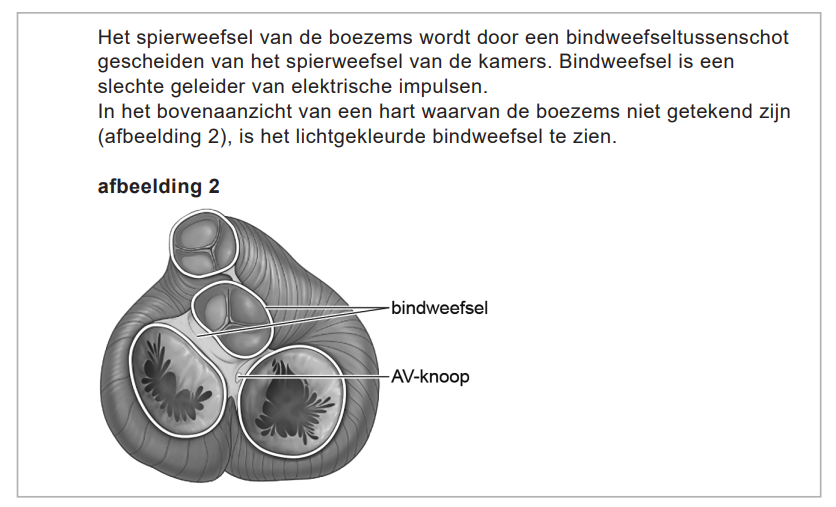 Het spierweefsel van de boezems wordt door een bindweefseltussenschot
gescheiden van het spierweefsel van de kamers. Bindweefsel is een
slechte geleider van elektrische impulsen.
In het bovenaanzicht van een hart waarvan de boezems niet getekend zijn
(afbeelding 2), is het lichtgekleurde bindweefsel te zien.
afbeelding 2
bindweefsel
AV-knoop